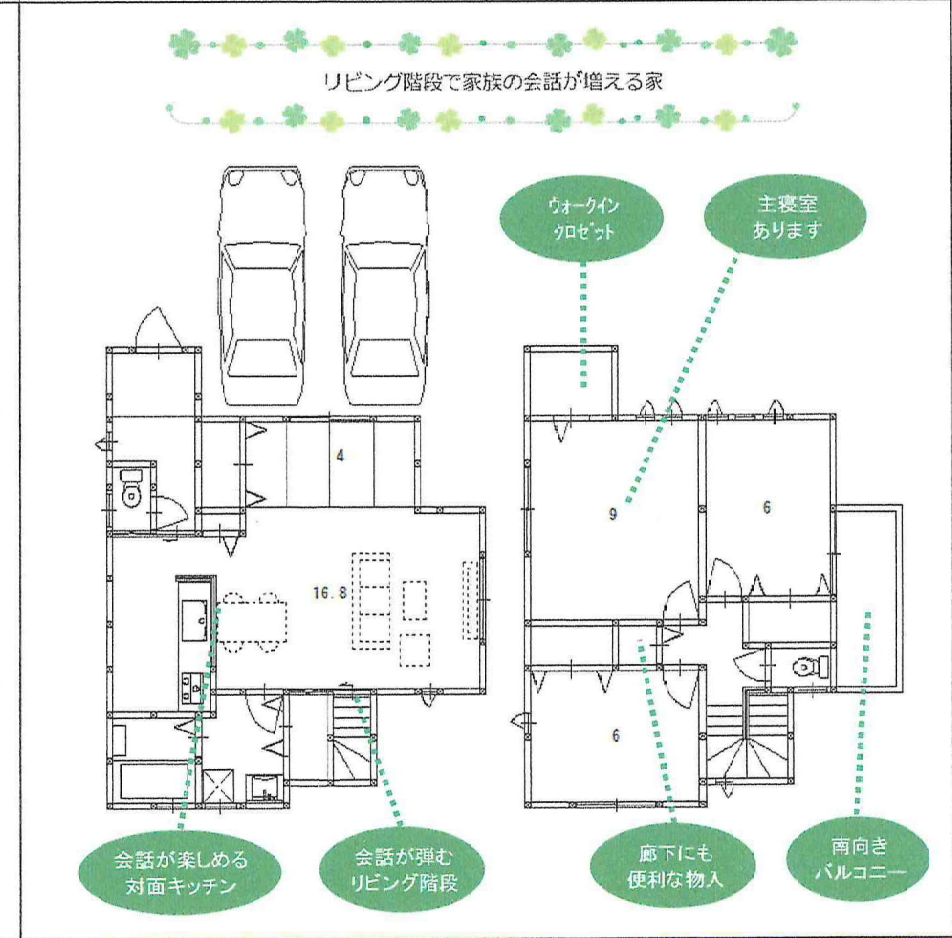 リビング階段で家族の会話が増える家
ウォークイン
クロゼット
主寝室
あります
4
9
6
16.8
6
会話が楽しめる
対面キッチン
会話が弾む
リビング階段
廊下にも
便利な物入
南向き
バルコニー